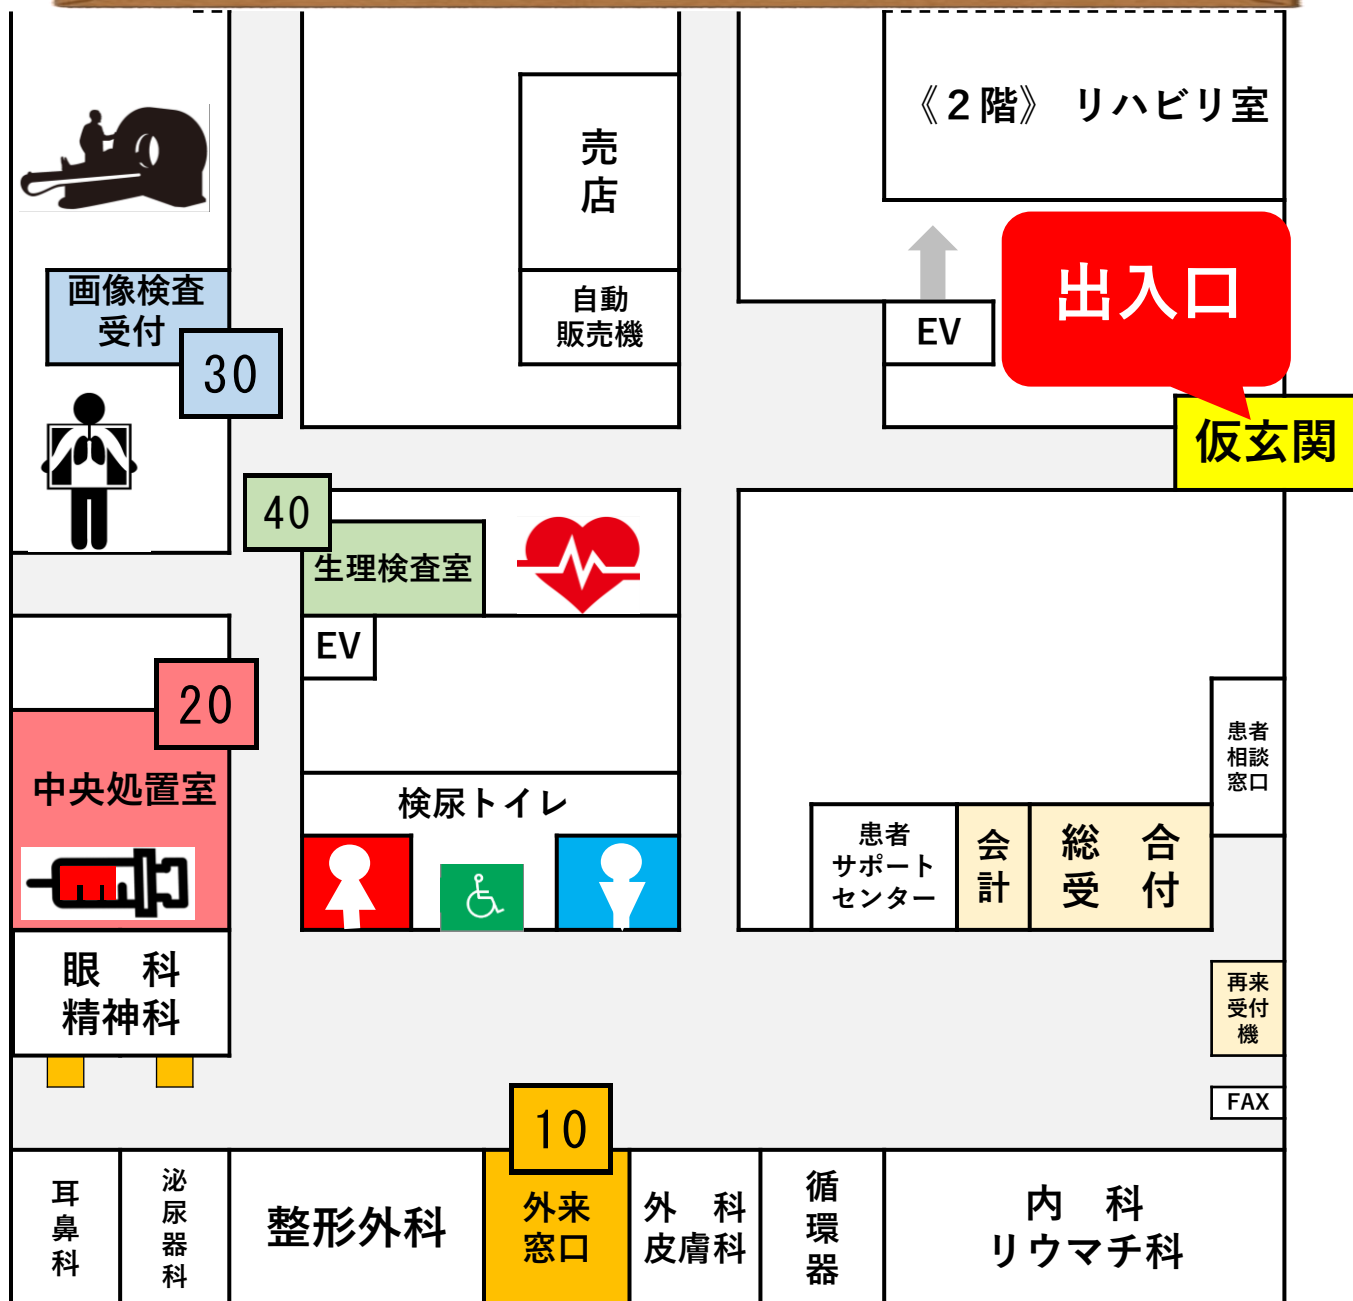 《２階》 リハビリ室
売
店
出入口
画像検査
受付
自動
販売機
EV
30
仮玄関
40
生理検査室
EV
20
患者
相談
窓口
中央処置室
検尿トイレ
患者
サポート
センター
会
計
総 合
受 付
眼 科
精神科
再来
受付
機
FAX
10
耳
鼻
科
泌
尿
器
科
整形外科
外来
窓口
外 科
皮膚科
循
環
器
内 科
リウマチ科